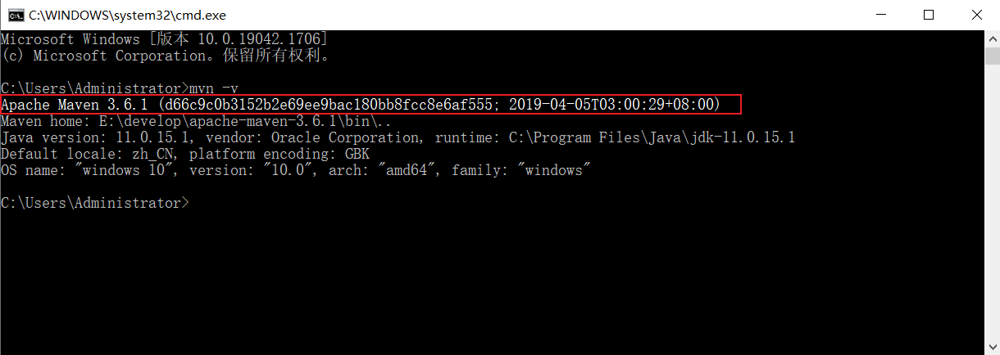 C:\WINDOWS\system32\cmd.exe
Microsoft Windows [版本 10.0.19042.1706]
(c) Microsoft Corporation。保留所有权利。
C:\Users\Administrator>mvn -v
Apache Maven 3.6.1 (d66c9c0b3152b2e69ee9bac180bb8fcc8e6af555; 2019-04-05T03:00:29+08:00)
Maven home: E:\develop\apache-maven-3.6.1\bin\..
Java version: 11.0.15.1, vendor: Oracle Corporation, runtime: C:\Program Files\Java\jdk-11.0.15.1
Default locale: zh_CN, platform encoding: GBK
OS name: "windows 10", version: "10.0", arch: "amd64", family: "windows"
C:\Users\Administrator>